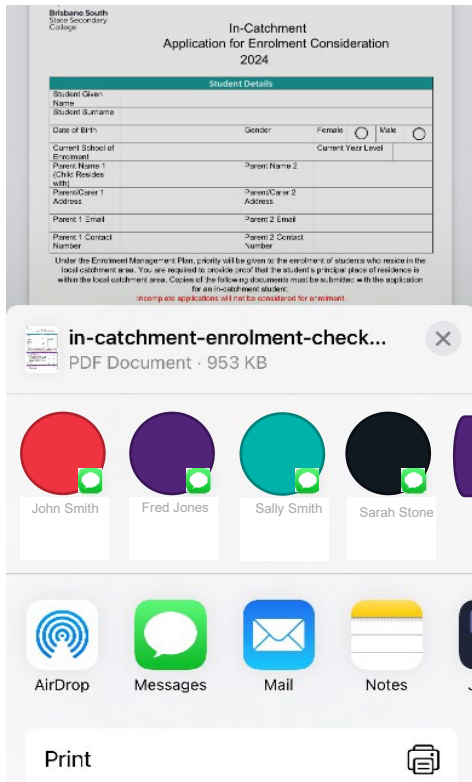 Brisbane South
State Secondary
College
In-Catchment
Application for Enrolment Consideration
2024
Student Details
Student Given
Name
Student Surname
Date of Birth
Gender
Female
Male
Current School of
Enrolment
Current Year Level
Parent Name 1
(Child Resides
with)
Parent Name 2
Parent/Carer 1
Address
Parent/Carer 2
Address
Parent 1 Email
Parent 2 Email
Parent 1 Contact
Number
Parent 2 Contact
Number
Under the Enrolment Management Plan, priority will be given to the enrolment of students who reside in the
local catchment area. You are required to provide proof that the student's principal place of residence is
within the local catchment area. Copies of the following documents must be submitted with the application
for an in-catchment student.
Incomplete applications will not be considered for enrolment.
in-catchment-enrolment-check...
PDF Document · 953 KB
John Smith
Fred Jones
Sally Smith
Sarah Stone
AirDrop
Messages
Mail
Notes
Print